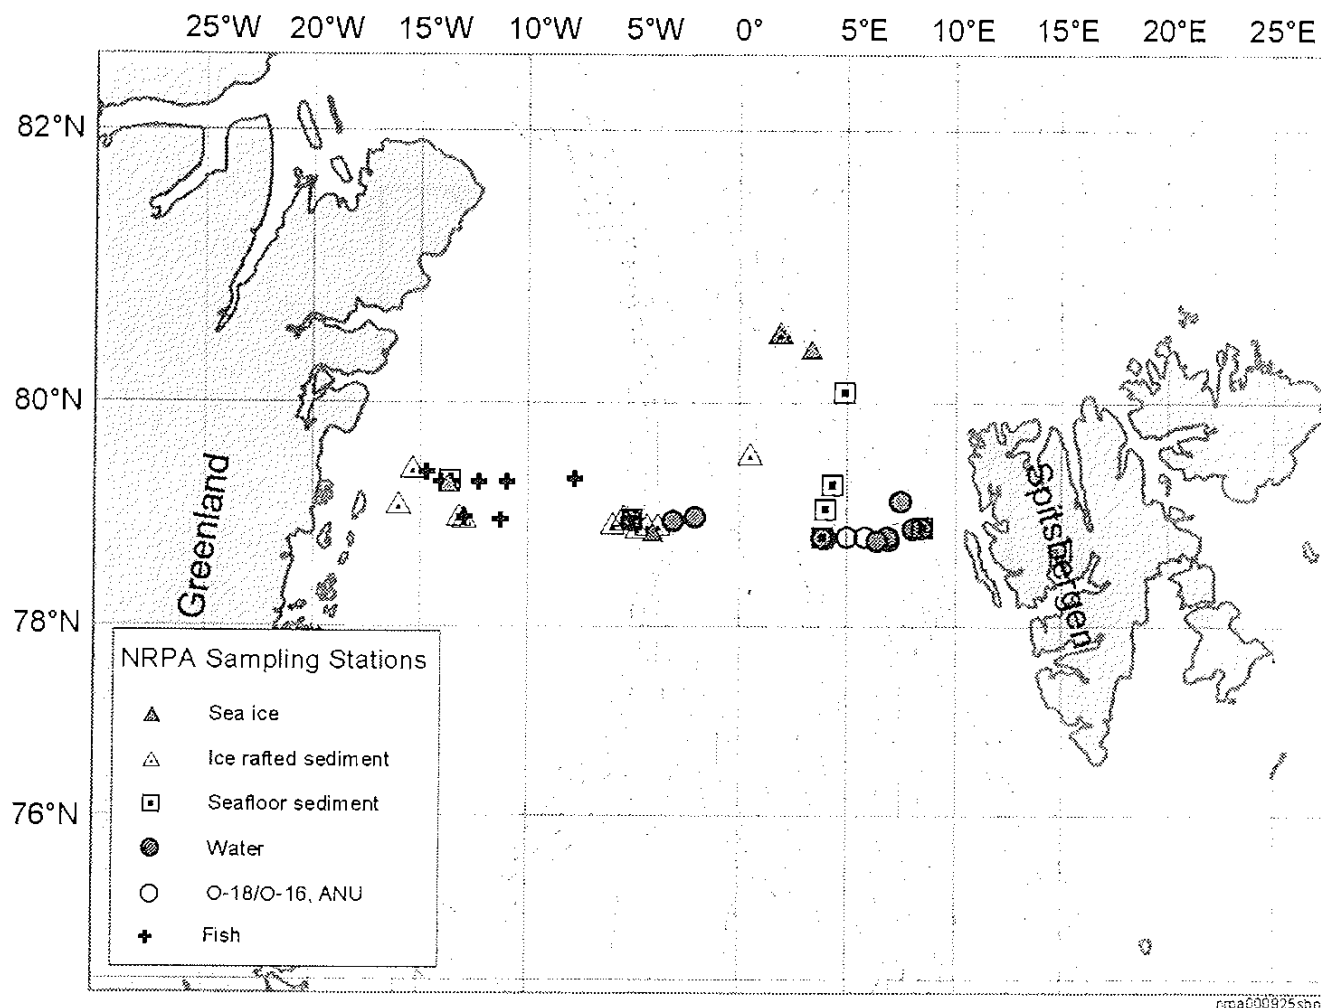 25°W 20°W 15°W 10°W 5°W 0° 5°E 10°E 15°E 20°E 25°E
82°N
80°N
78°N
76°N
Greenland
Spitsbergen
NRPA Sampling Stations
Sea ice
Ice rafted sediment
Seafloor sediment
Water
O-18/O-16, ANU
Fish